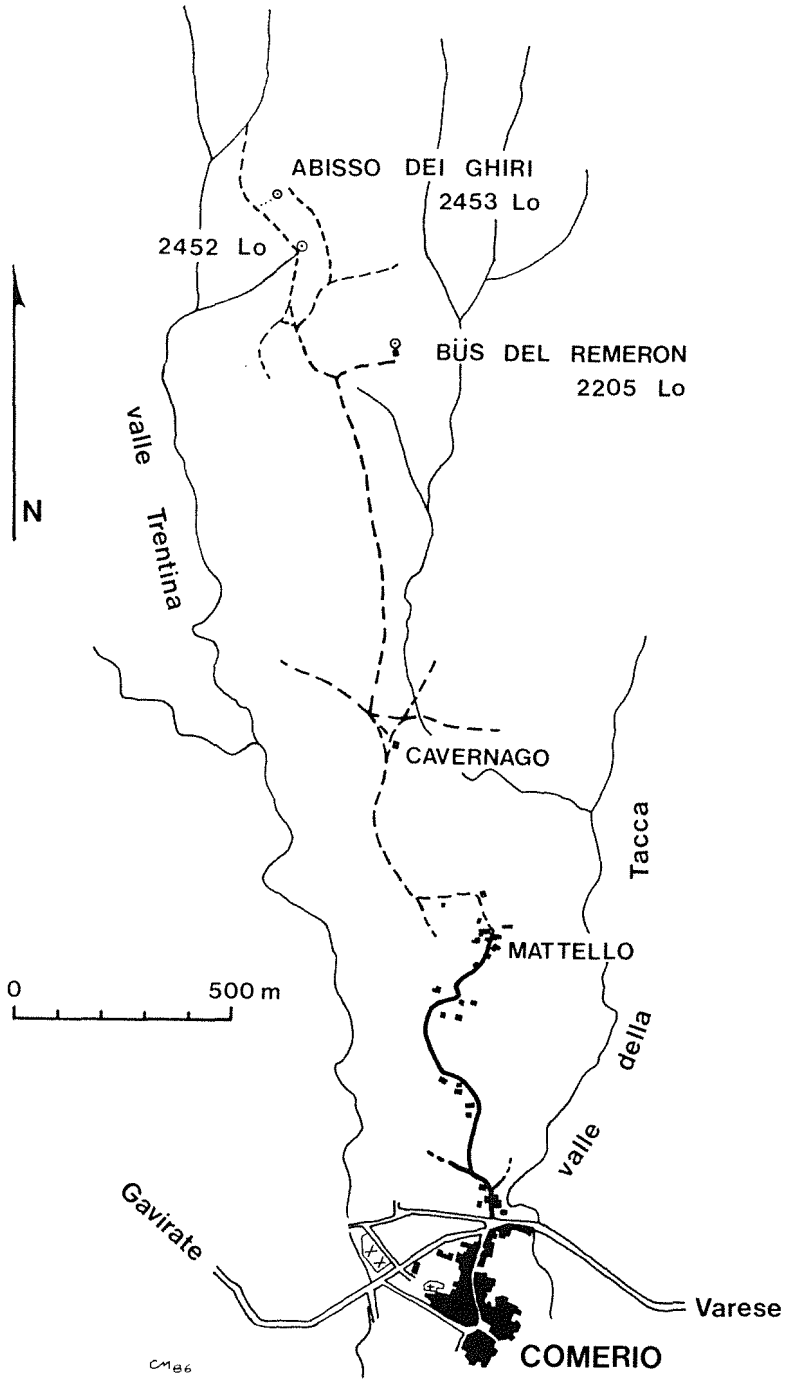 ABISSO DEI GHIRI
2453 Lo
2452 Lo
BÜS DEL REMERON
2205 Lo
valle Trentina
N
CAVERNAGO
Tacca
MATTELLO
0 500 m
della
valle
Gavirate
Varese
COMERIO
CM86